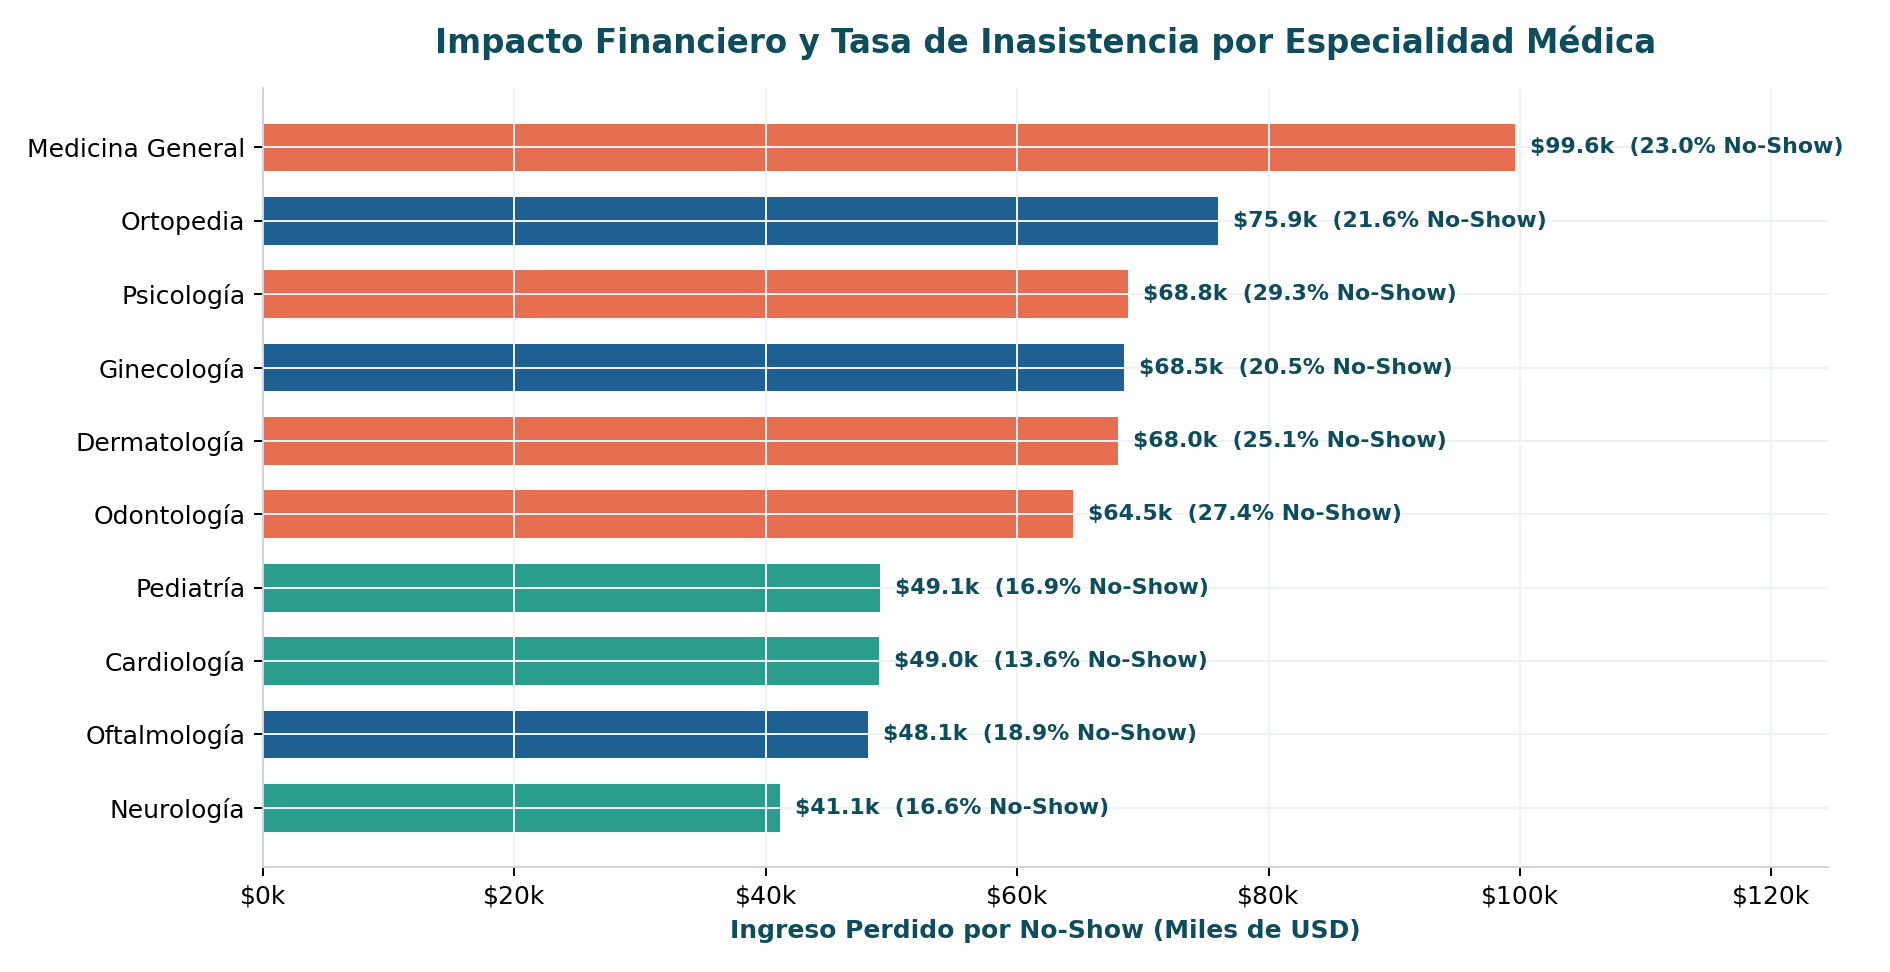 Impacto Financiero y Tasa de Inasistencia por Especialidad Médica
Medicina General $99.6k (23.0% No-Show)
Ortopedia $75.9k (21.6% No-Show)
Psicología $68.8k (29.3% No-Show)
Ginecología $68.5k (20.5% No-Show)
Dermatología $68.0k (25.1% No-Show)
Odontología $64.5k (27.4% No-Show)
Pediatría $49.1k (16.9% No-Show)
Cardiología $49.0k (13.6% No-Show)
Oftalmología $48.1k (18.9% No-Show)
Neurología $41.1k (16.6% No-Show)
$0k $20k $40k $60k $80k $100k $120k
Ingreso Perdido por No-Show (Miles de USD)